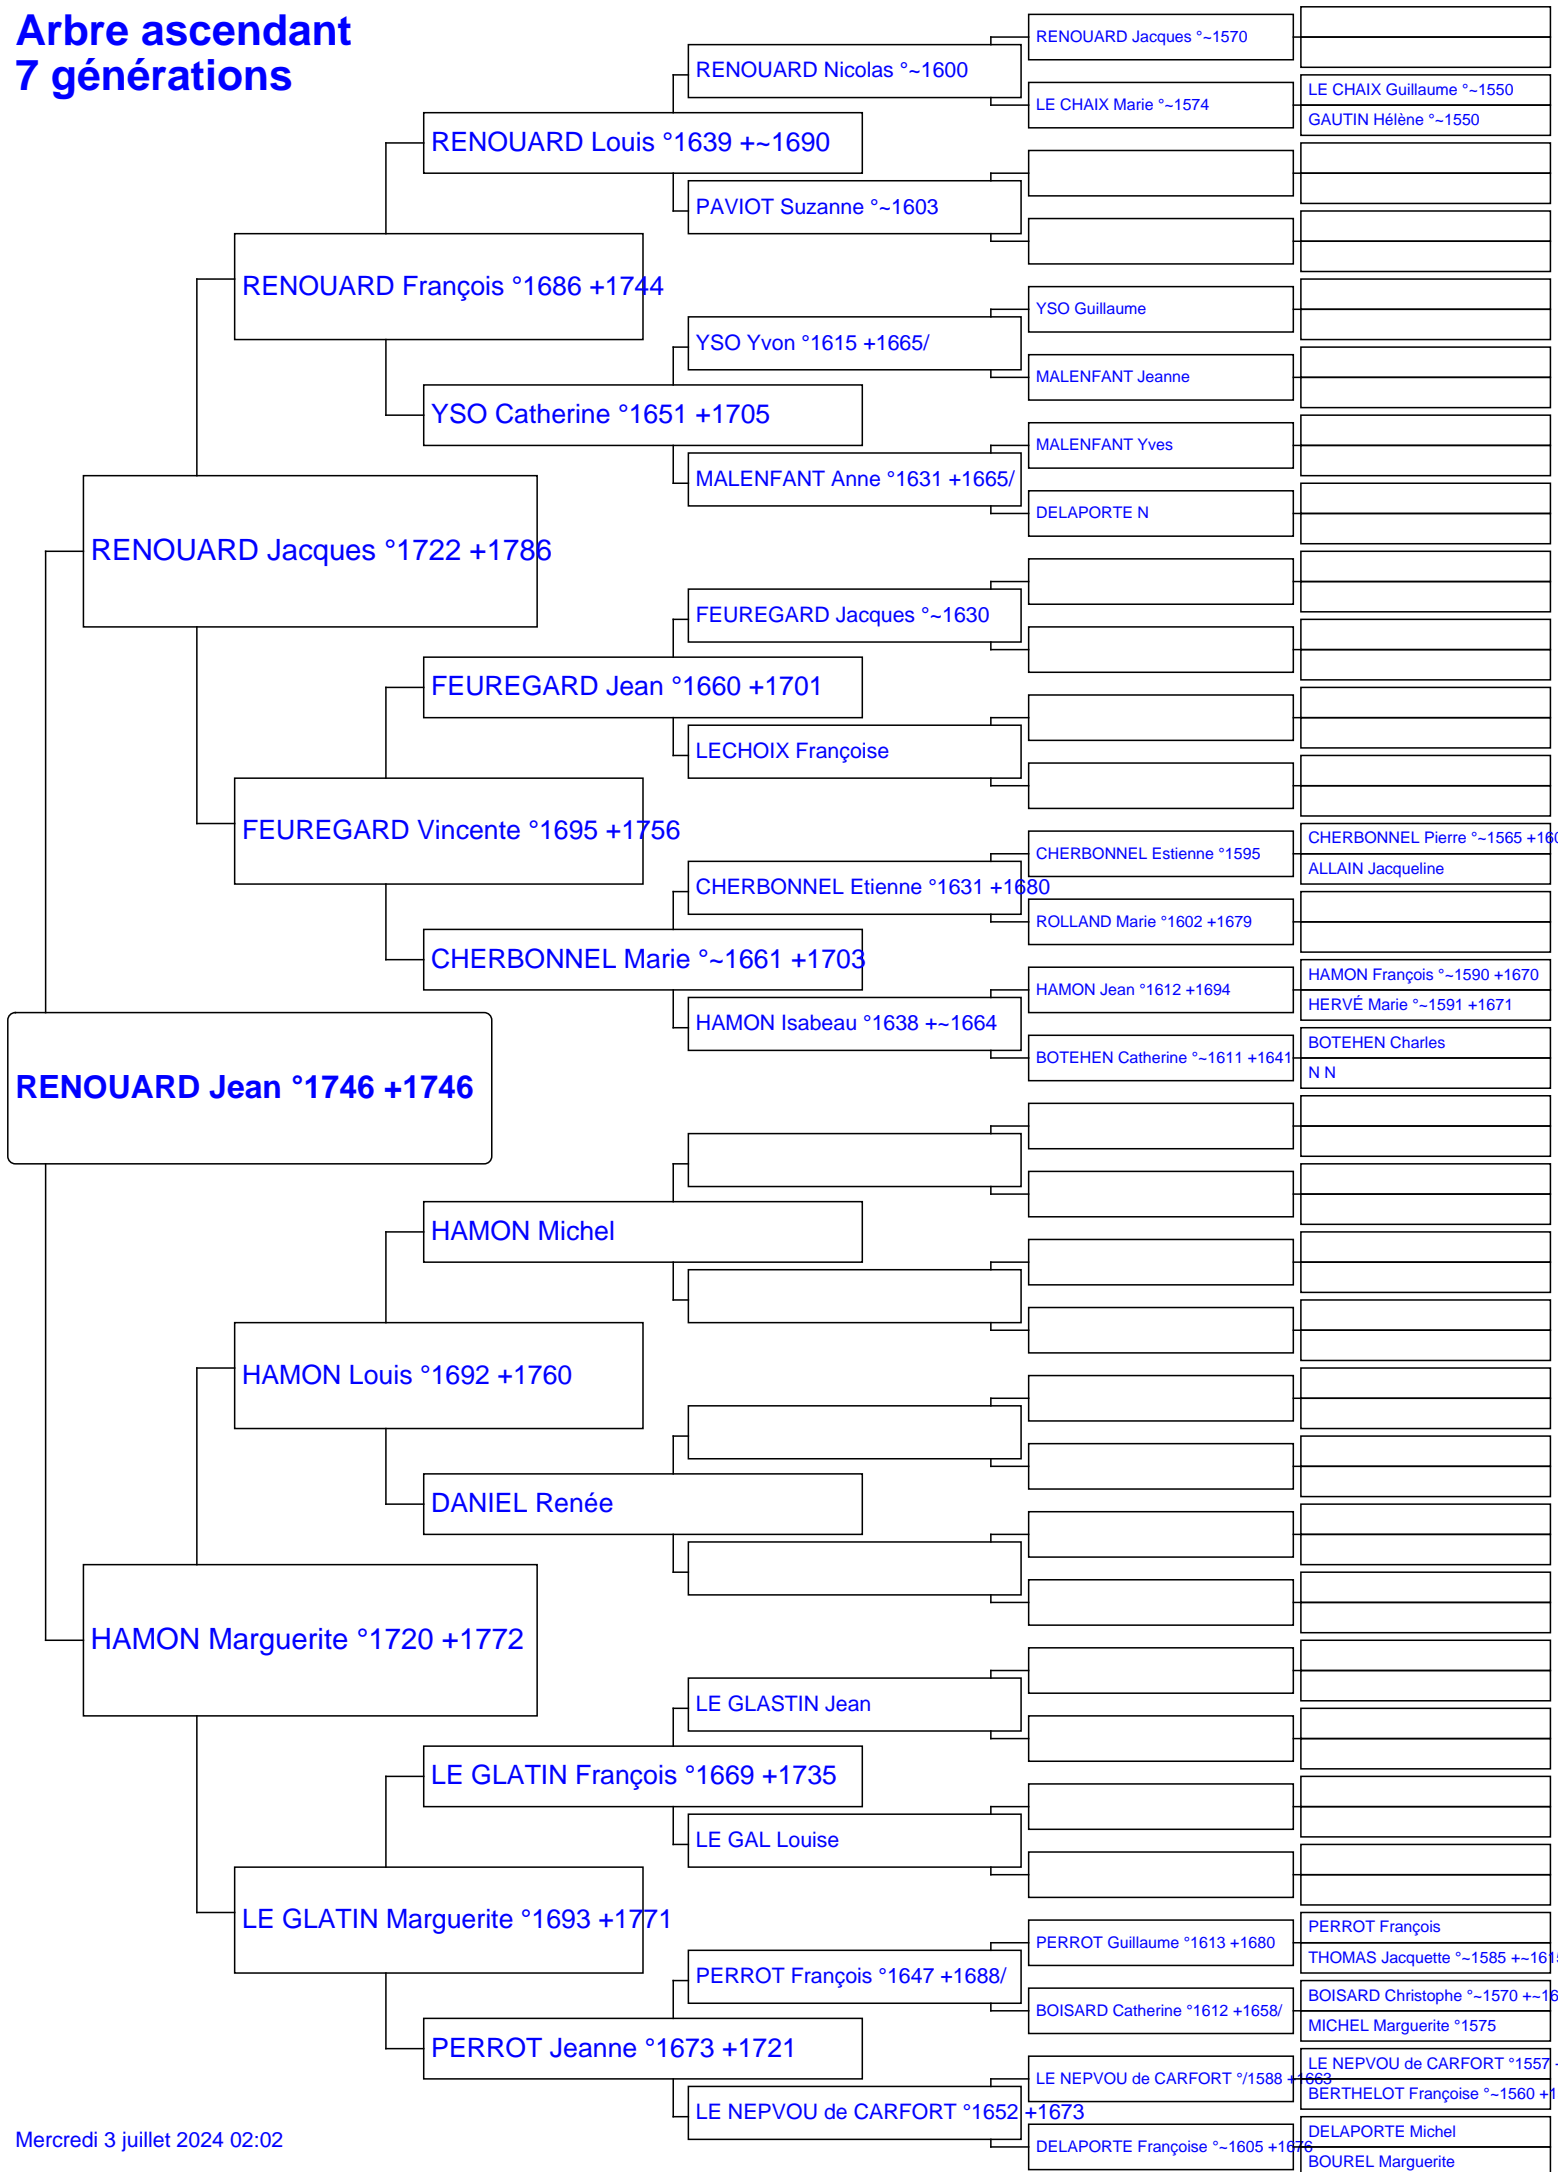 Arbre ascendant
7 générations
RENOUARD Jean °1746 +1746
RENOUARD Jacques °1722 +1786
HAMON Marguerite °1720 +1772
RENOUARD François °1686 +1744
FEUREGARD Vincente °1695 +1756
HAMON Louis °1692 +1760
LE GLATIN Marguerite °1693 +1771
RENOUARD Louis °1639 +~1690
YSO Catherine °1651 +1705
FEUREGARD Jean °1660 +1701
CHERBONNEL Marie °~1661 +1703
HAMON Michel
DANIEL Renée
LE GLATIN François °1669 +1735
PERROT Jeanne °1673 +1721
RENOUARD Nicolas °~1600
PAVIOT Suzanne °~1603
YSO Yvon °1615 +1665/
MALENFANT Anne °1631 +1665/
FEUREGARD Jacques °~1630
LECHOIX Françoise
CHERBONNEL Etienne °1631 +1680
HAMON Isabeau °1638 +~1664
LE GLASTIN Jean
LE GAL Louise
PERROT François °1647 +1688/
LE NEPVOU de CARFORT °1652 +1673
RENOUARD Jacques °~1570
LE CHAIX Marie °~1574
YSO Guillaume
MALENFANT Jeanne
MALENFANT Yves
DELAPORTE N
CHERBONNEL Estienne °1595
ROLLAND Marie °1602 +1679
HAMON Jean °1612 +1694
BOTEHEN Catherine °~1611 +1641
PERROT Guillaume °1613 +1680
BOISARD Catherine °1612 +1658/
LE NEPVOU de CARFORT °/1588 +1663
DELAPORTE Françoise °~1605 +1676
LE CHAIX Guillaume °~1550
GAUTIN Hélène °~1550
CHERBONNEL Pierre °~1565
ALLAIN Jacqueline
HAMON François °~1590 +1670
HERVÉ Marie °~1591 +1671
BOTEHEN Charles
N N
PERROT François
THOMAS Jacquette °~1585
BOISARD Christophe °~1570
MICHEL Marguerite °1575
LE NEPVOU de CARFORT °1557
BERTHELOT Françoise °~1560
DELAPORTE Michel
BOUREL Marguerite
Mercredi 3 juillet 2024 02:02